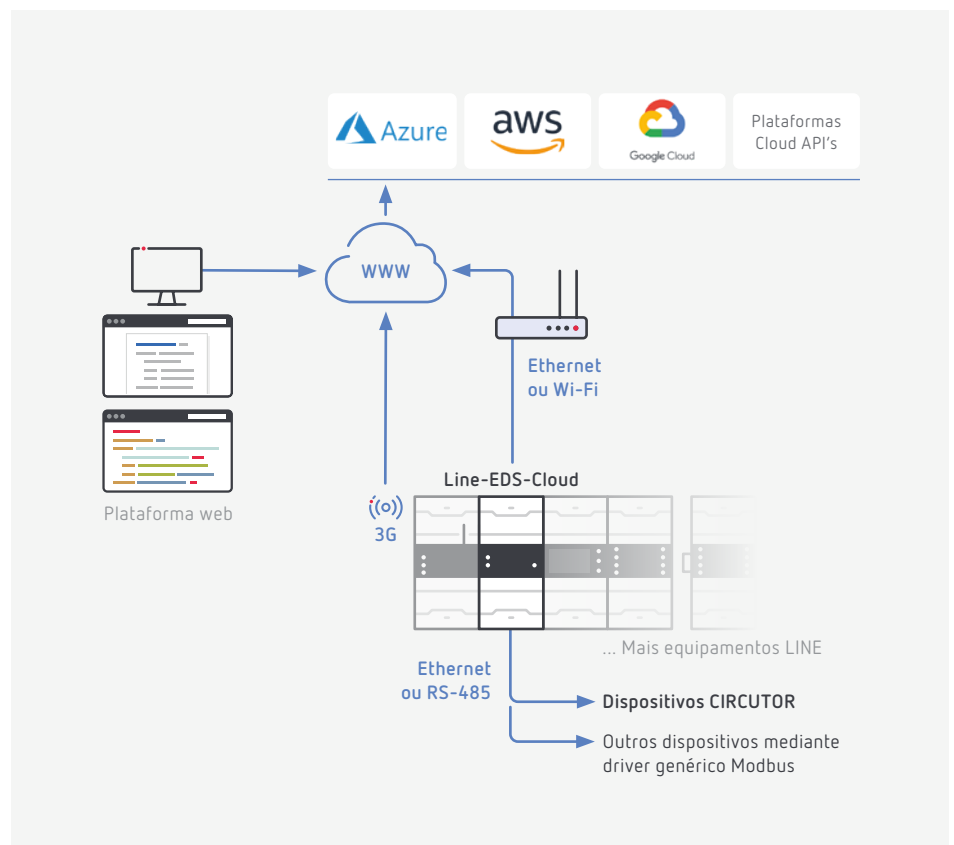 Azure
aws
Google Cloud
Plataformas
Cloud API's
WWW
Ethernet
ou Wi-Fi
Line-EDS-Cloud
Plataforma web
3G
... Mais equipamentos LINE
Ethernet
ou RS-485
Dispositivos CIRCUTOR
Outros dispositivos mediante
driver genérico Modbus